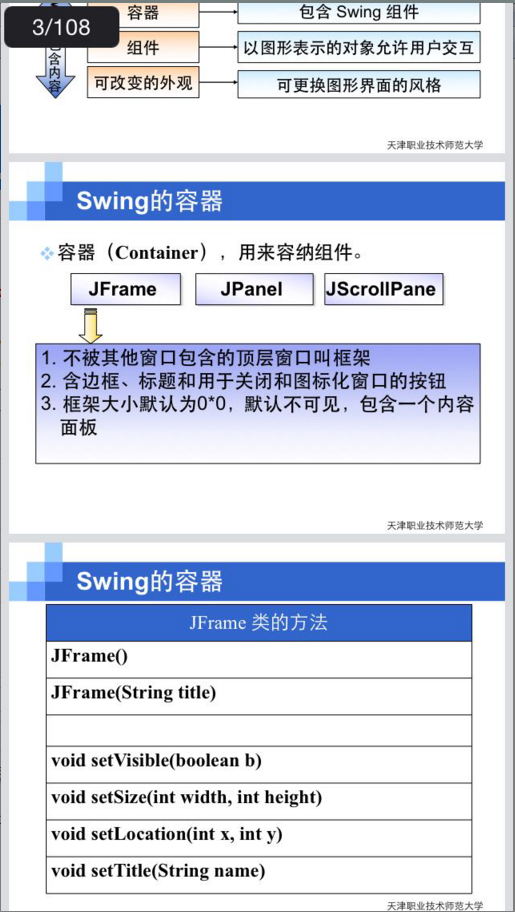 3/108
容器
包含 Swing 组件
包含内容
组件
以图形表示的对象允许用户交互
可改变的外观
可更换图形界面的风格
天津职业技术师范大学
Swing的容器
容器（Container），用来容纳组件。
JFrame
JPanel
JScrollPane
1. 不被其他窗口包含的顶层窗口叫框架
2. 含边框、标题和用于关闭和图标化窗口的按钮
3. 框架大小默认为0*0，默认不可见，包含一个内容
面板
天津职业技术师范大学
Swing的容器
JFrame 类的方法
JFrame()
JFrame(String title)
void setVisible(boolean b)
void setSize(int width, int height)
void setLocation(int x, int y)
void setTitle(String name)
天津职业技术师范大学